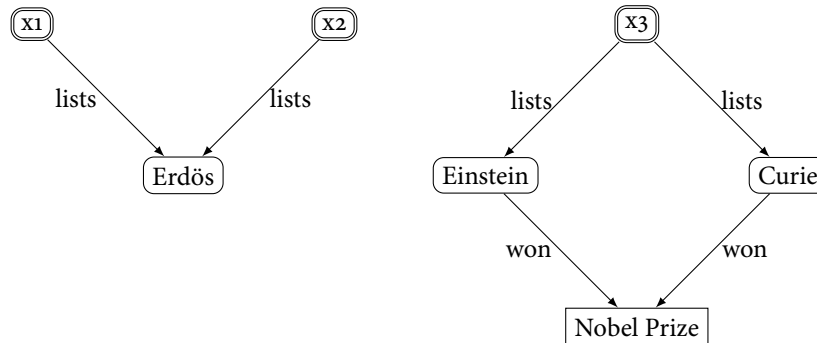 x1
x2
x3
lists
lists
lists
lists
Erdös
Einstein
Curie
won
won
Nobel Prize